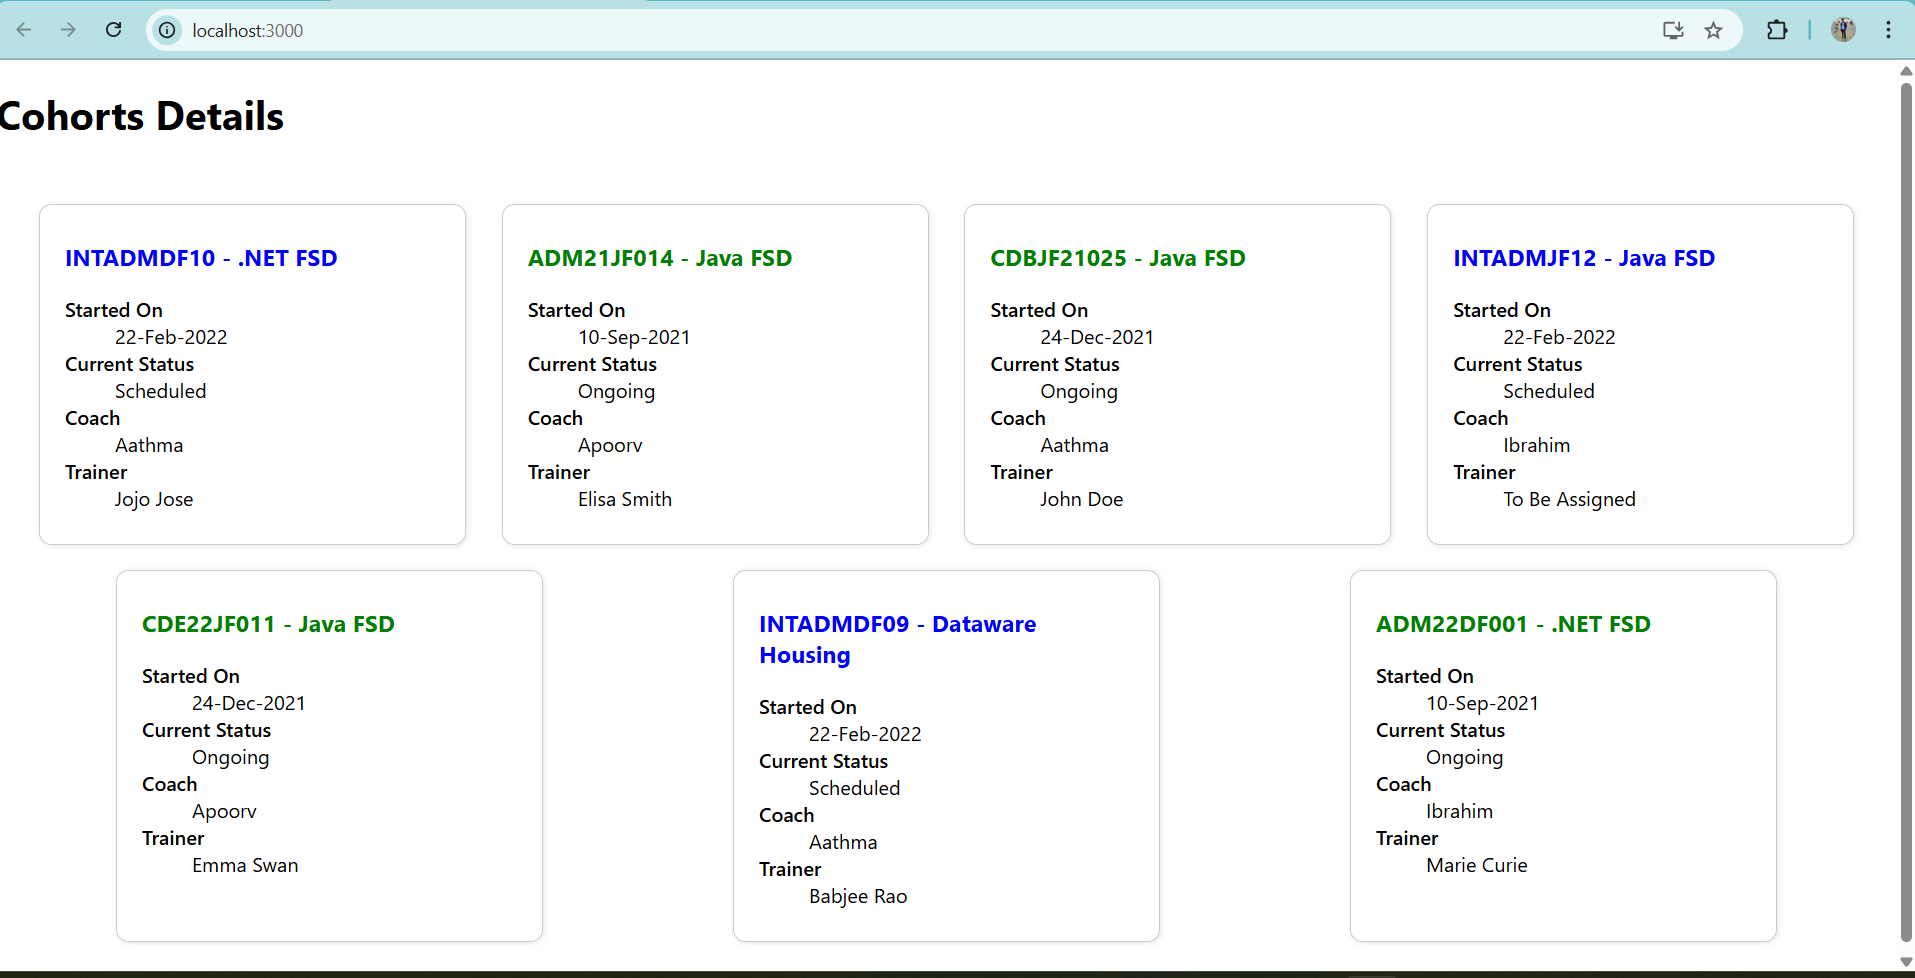 localhost:3000
Cohorts Details
INTADMDF10 - .NET FSD
Started On
22-Feb-2022
Current Status
Scheduled
Coach
Aathma
Trainer
Jojo Jose
ADM21JF014 - Java FSD
Started On
10-Sep-2021
Current Status
Ongoing
Coach
Apoorv
Trainer
Elisa Smith
CDBJF21025 - Java FSD
Started On
24-Dec-2021
Current Status
Ongoing
Coach
Aathma
Trainer
John Doe
INTADMJF12 - Java FSD
Started On
22-Feb-2022
Current Status
Scheduled
Coach
Ibrahim
Trainer
To Be Assigned
CDE22JF011 - Java FSD
Started On
24-Dec-2021
Current Status
Ongoing
Coach
Apoorv
Trainer
Emma Swan
INTADMDF09 - Dataware
Housing
Started On
22-Feb-2022
Current Status
Scheduled
Coach
Aathma
Trainer
Babjee Rao
ADM22DF001 - .NET FSD
Started On
10-Sep-2021
Current Status
Ongoing
Coach
Ibrahim
Trainer
Marie Curie